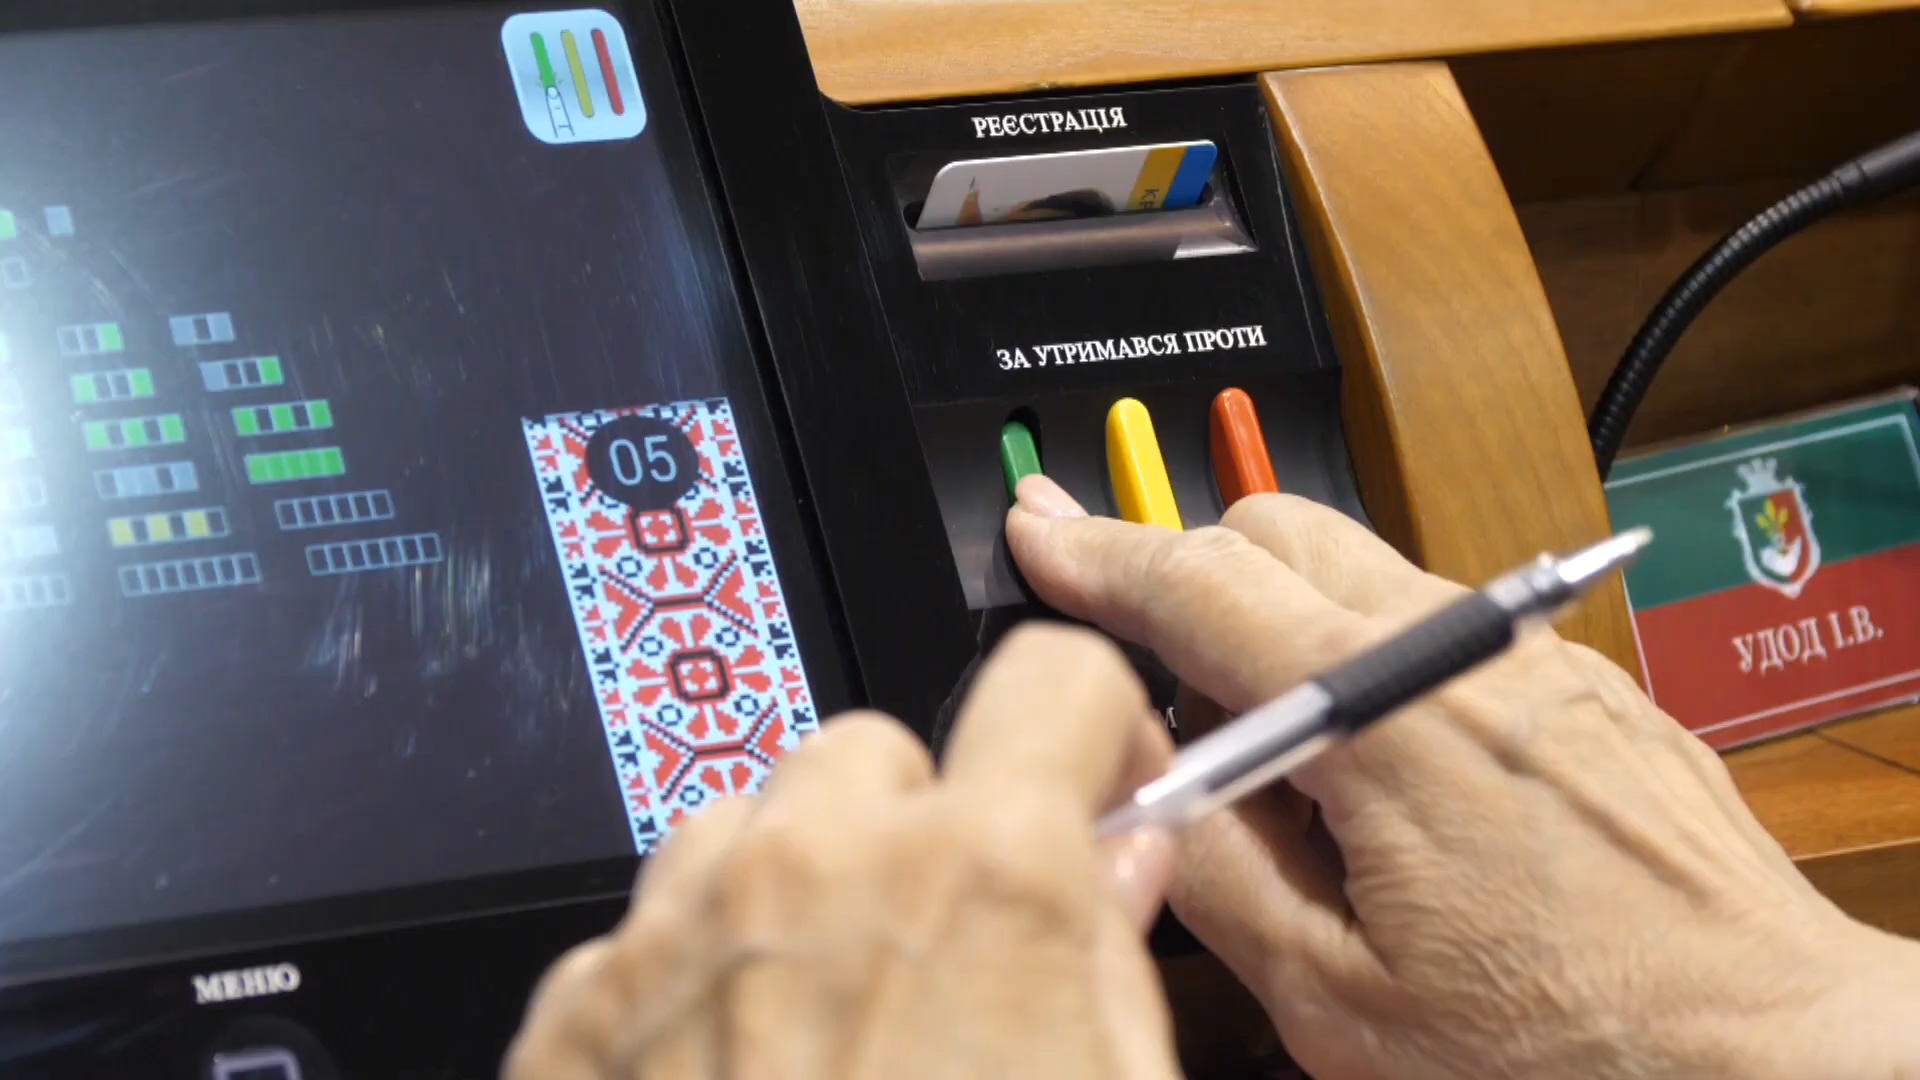 РЕЄСТРАЦІЯ
ЗА УТРИМАВСЯ ПРОТИ
05
УДОД І.В.
МЕНЮ